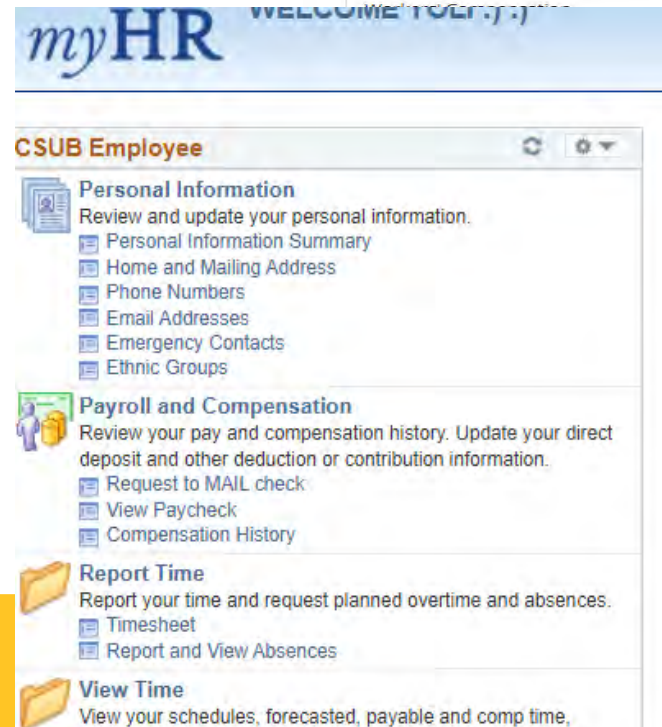 myHR
CSUB Employee
Personal Information
Review and update your personal information.
Personal Information Summary
Home and Mailing Address
Phone Numbers
Email Addresses
Emergency Contacts
Ethnic Groups
Payroll and Compensation
Review your pay and compensation history. Update your direct
deposit and other deduction or contribution information.
Request to MAIL check
View Paycheck
Compensation History
Report Time
Report your time and request planned overtime and absences.
Timesheet
Report and View Absences
View Time
View your schedules, forecasted, payable and comp time,